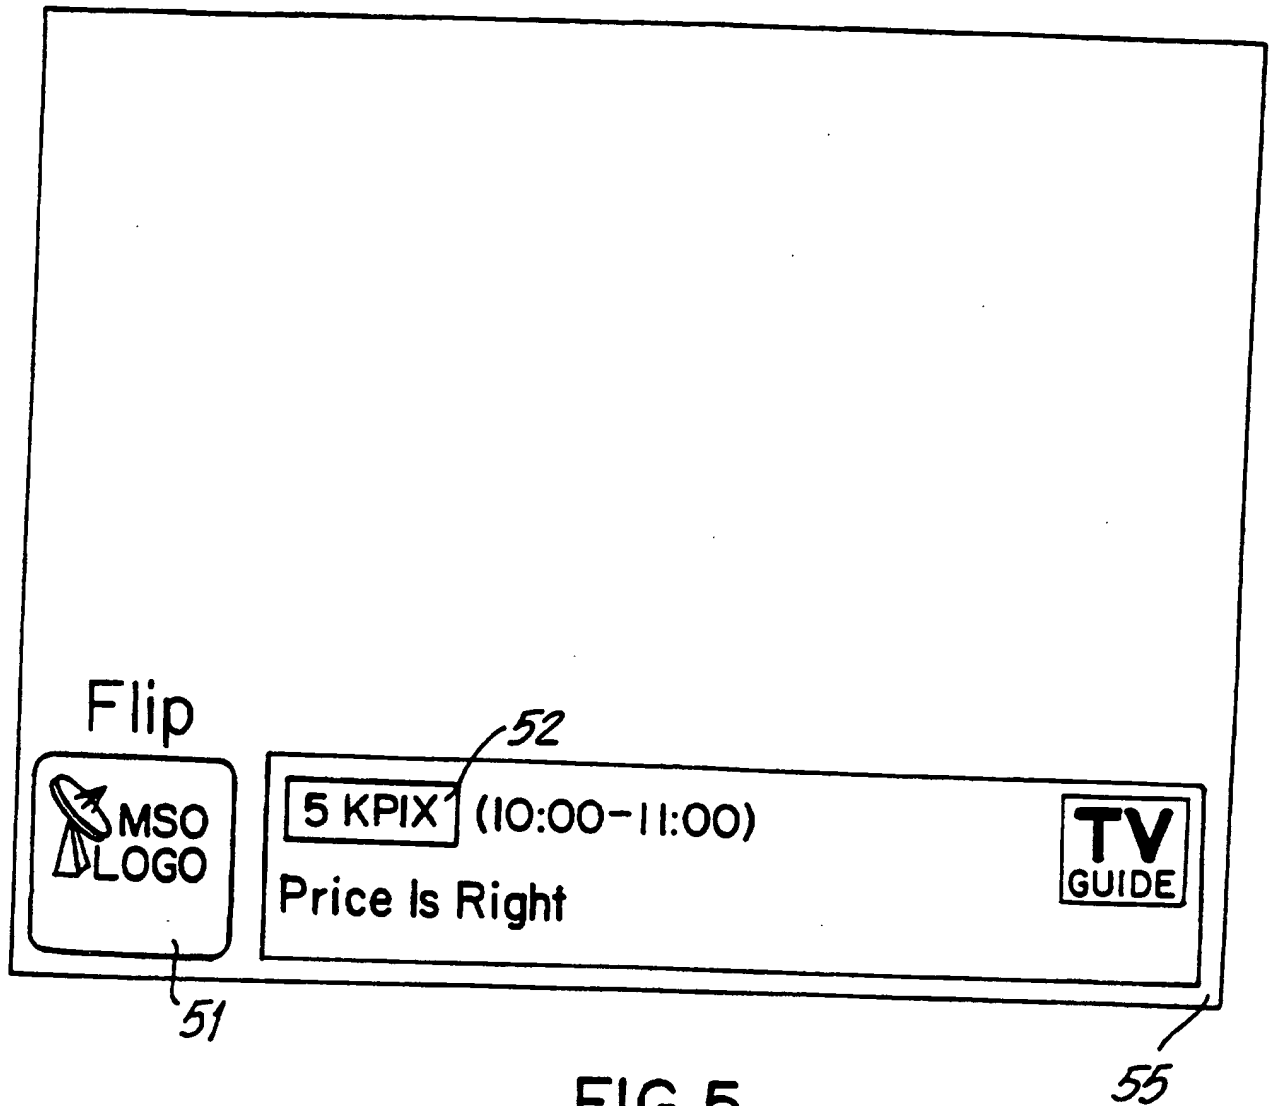 Flip
52
MSO
LOGO
5 KPIX (10:00-11:00)
Price Is Right
TV
GUIDE
51
55
FIG. 5